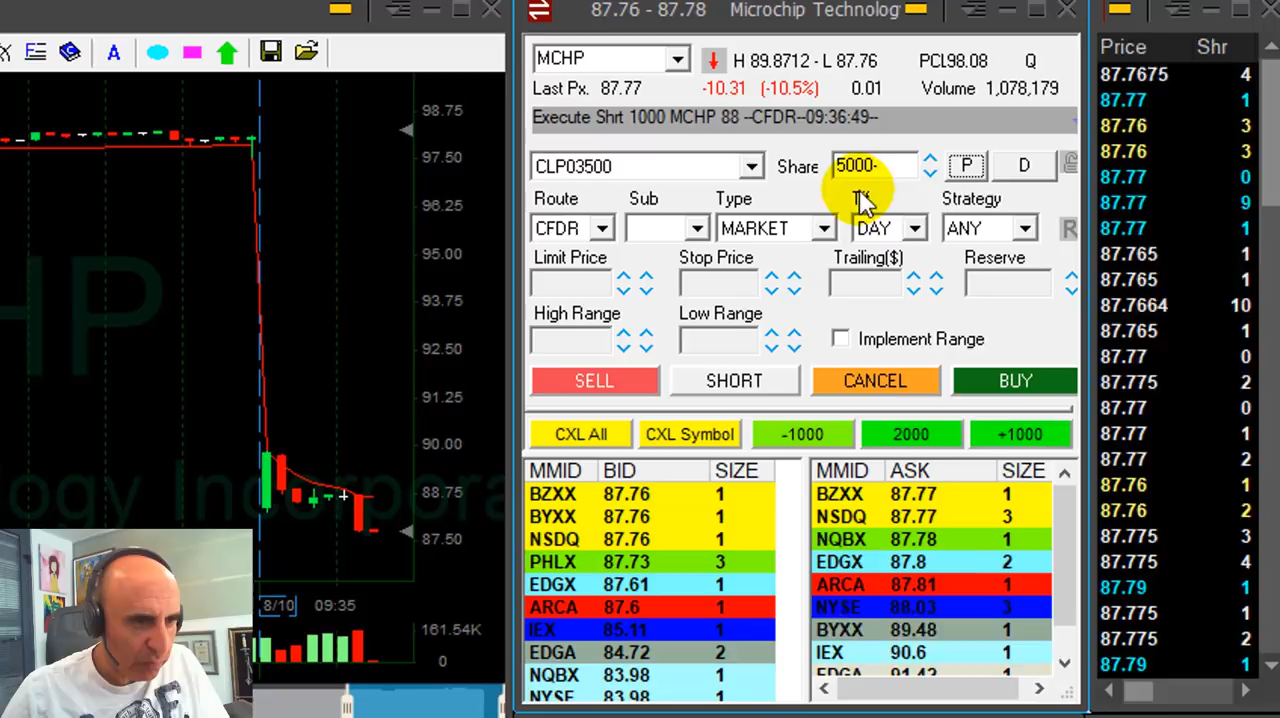 87.76 - 87.78 Microchip Technology
A
98.75
97.50
96.25
95.00
93.75
92.50
91.25
90.00
88.75
87.50
HP
ology Incorpora
8/10 09:35
161.54K
0
MCHP H 89.8712 - L 87.76 PCL98.08 Q
Last Px. 87.77 -10.31 (-10.5%) 0.01 Volume 1,078,179
Execute Shrt 1000 MCHP 88 --CFDR--09:36:49--
CLP03500 Share 5000- P D
Route Sub Type Strategy
CFDR MARKET DAY ANY R
Limit Price Stop Price Trailing($) Reserve
High Range Low Range
Implement Range
SELL SHORT CANCEL BUY
CXL All CXL Symbol -1000 2000 +1000
MMID BID SIZE MMID ASK SIZE
BZXX 87.76 1 BZXX 87.77 1
BYXX 87.76 1 NSDQ 87.77 3
NSDQ 87.76 1 NQBX 87.78 1
PHLX 87.73 3 EDGX 87.8 2
EDGX 87.61 1 ARCA 87.81 1
ARCA 87.6 1 NYSE 88.03 3
IEX 85.11 1 BYXX 89.48 1
EDGA 84.72 2 IEX 90.6 1
NQBX 83.98 1 EDGA 91.42
NYSE 83.98 1
Price Shr
87.7675 4
87.77 1
87.76 3
87.76 3
87.77 0
87.77 9
87.77 1
87.765 1
87.765 1
87.7664 10
87.765 1
87.77 0
87.775 2
87.77 0
87.77 1
87.77 2
87.76 1
87.76 2
87.775 3
87.775 4
87.79 1
87.775 1
87.775 2
87.79 1